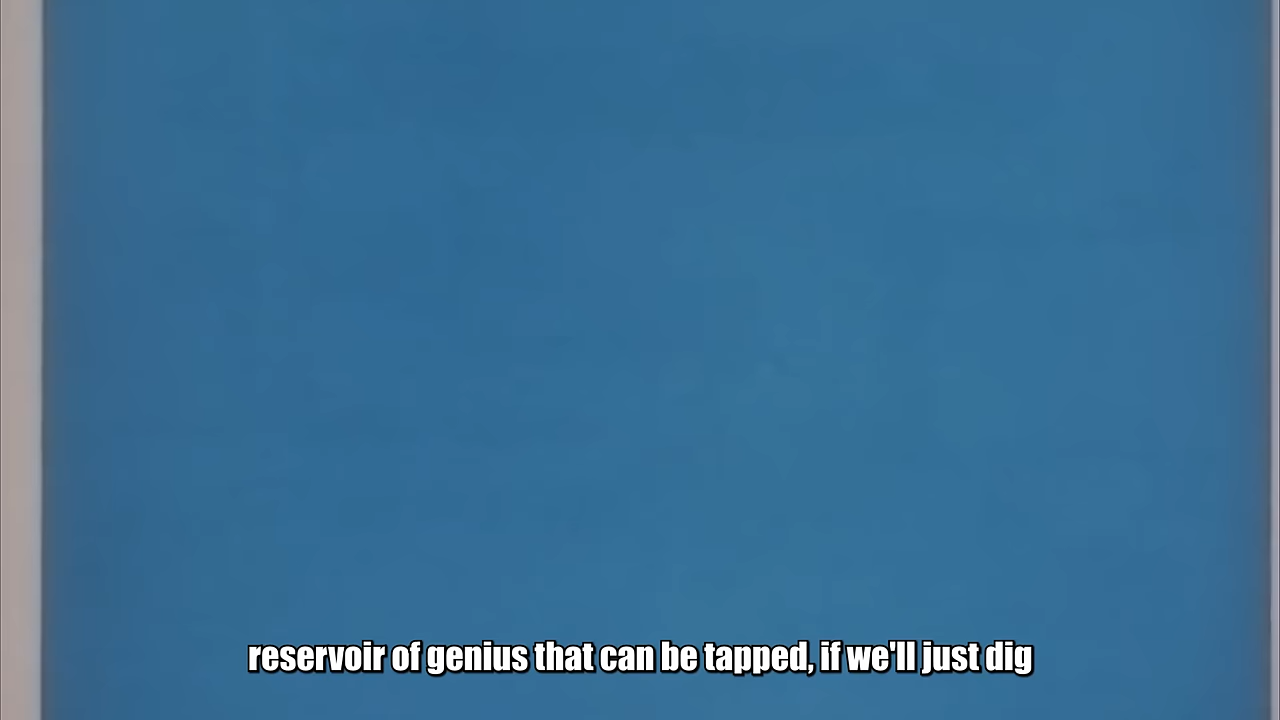 reservoir of genius that can be tapped, if we'll just dig